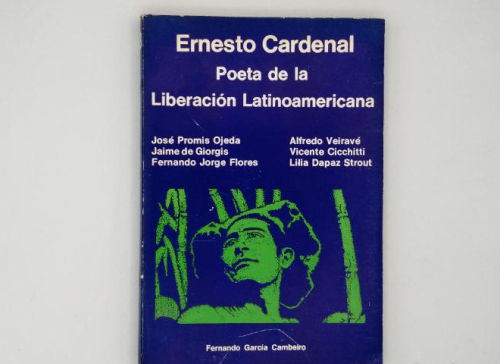 Ernesto Cardenal
Poeta de la
Liberación Latinoamericana
José Promis Ojeda
Jaime de Giorgis
Fernando Jorge Flores
Alfredo Veiravé
Vicente Cicchitti
Lilia Dapaz Strout
Fernando García Cambeiro